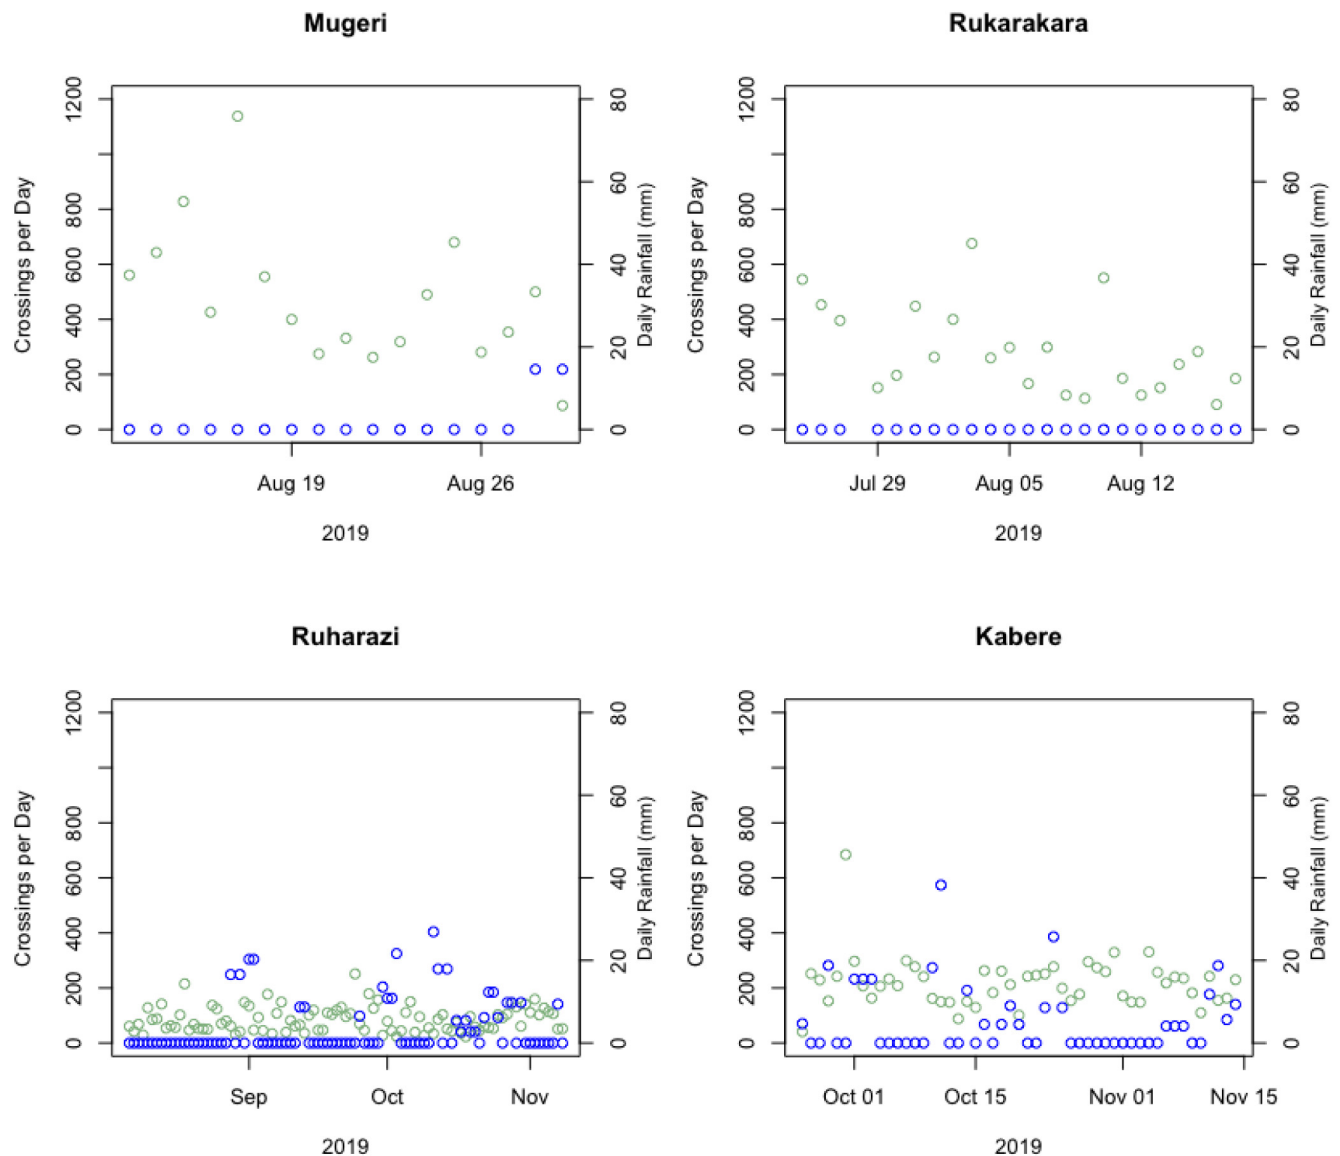 Mugeri
Crossings per Day
0 200 400 600 800 1200
Daily Rainfall (mm)
0 20 40 60 80
Aug 19 Aug 26
2019
Rukarakara
Crossings per Day
0 200 400 600 800 1200
Daily Rainfall (mm)
0 20 40 60 80
Jul 29 Aug 05 Aug 12
2019
Ruharazi
Crossings per Day
0 200 400 600 800 1200
Daily Rainfall (mm)
0 20 40 60 80
Sep Oct Nov
2019
Kabere
Crossings per Day
0 200 400 600 800 1200
Daily Rainfall (mm)
0 20 40 60 80
Oct 01 Oct 15 Nov 01 Nov 15
2019